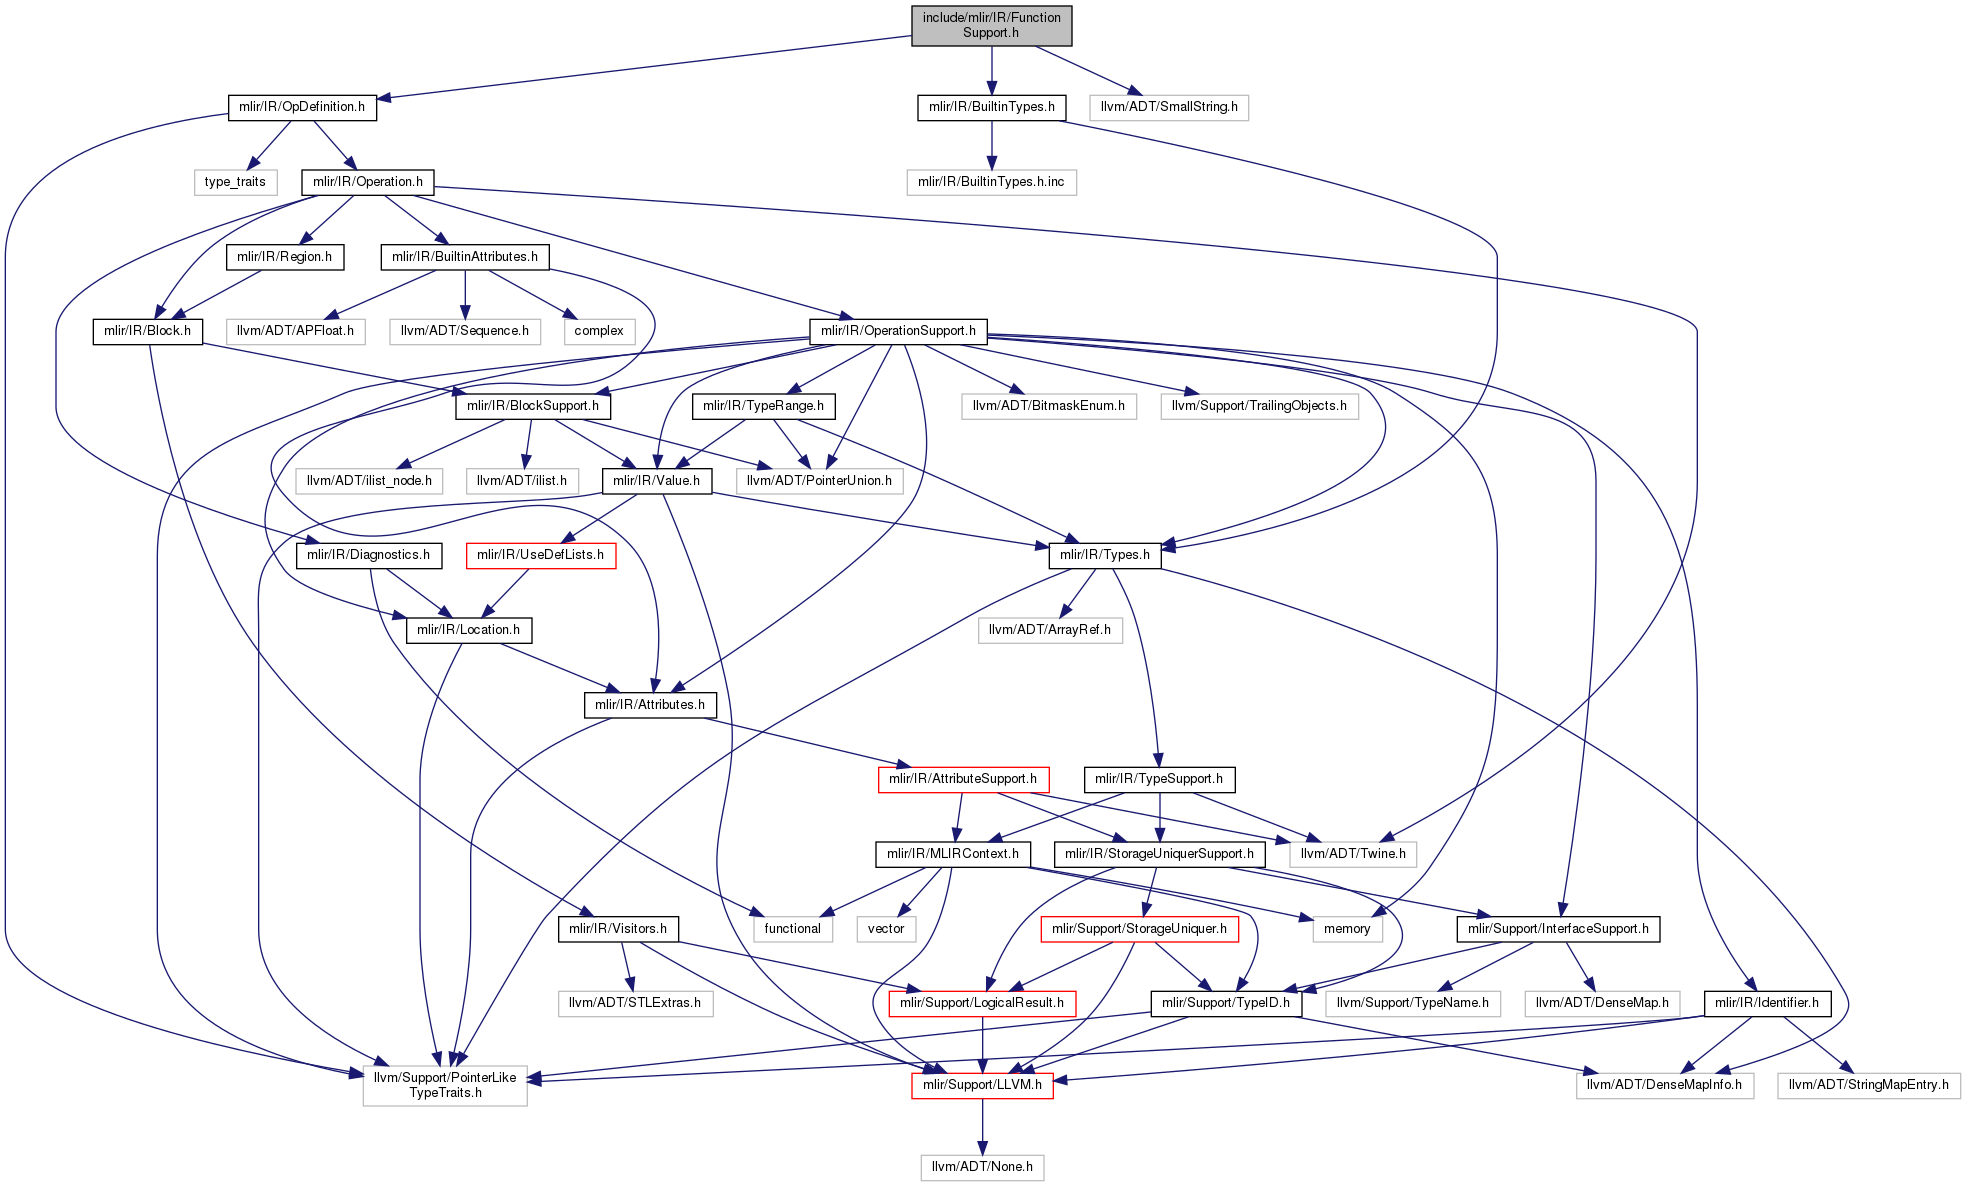 include/mlir/IR/Function
Support.h
mlir/IR/OpDefinition.h
mlir/IR/BuiltinTypes.h
llvm/ADT/SmallString.h
type_traits
mlir/IR/Operation.h
mlir/IR/BuiltinTypes.h.inc
mlir/IR/Region.h
mlir/IR/BuiltinAttributes.h
mlir/IR/Block.h
llvm/ADT/APFloat.h
llvm/ADT/Sequence.h
complex
mlir/IR/OperationSupport.h
mlir/IR/BlockSupport.h
mlir/IR/TypeRange.h
llvm/ADT/BitmaskEnum.h
llvm/Support/TrailingObjects.h
llvm/ADT/ilist_node.h
llvm/ADT/ilist.h
mlir/IR/Value.h
llvm/ADT/PointerUnion.h
mlir/IR/Diagnostics.h
mlir/IR/UseDefLists.h
mlir/IR/Types.h
mlir/IR/Location.h
llvm/ADT/ArrayRef.h
mlir/IR/Attributes.h
mlir/IR/AttributeSupport.h
mlir/IR/TypeSupport.h
mlir/IR/MLIRContext.h
mlir/IR/StorageUniquerSupport.h
llvm/ADT/Twine.h
mlir/IR/Visitors.h
functional
vector
mlir/Support/StorageUniquer.h
memory
mlir/Support/InterfaceSupport.h
llvm/ADT/STLExtras.h
mlir/Support/LogicalResult.h
mlir/Support/TypeID.h
llvm/Support/TypeName.h
llvm/ADT/DenseMap.h
mlir/IR/Identifier.h
llvm/Support/PointerLike
TypeTraits.h
mlir/Support/LLVM.h
llvm/ADT/DenseMapInfo.h
llvm/ADT/StringMapEntry.h
llvm/ADT/None.h